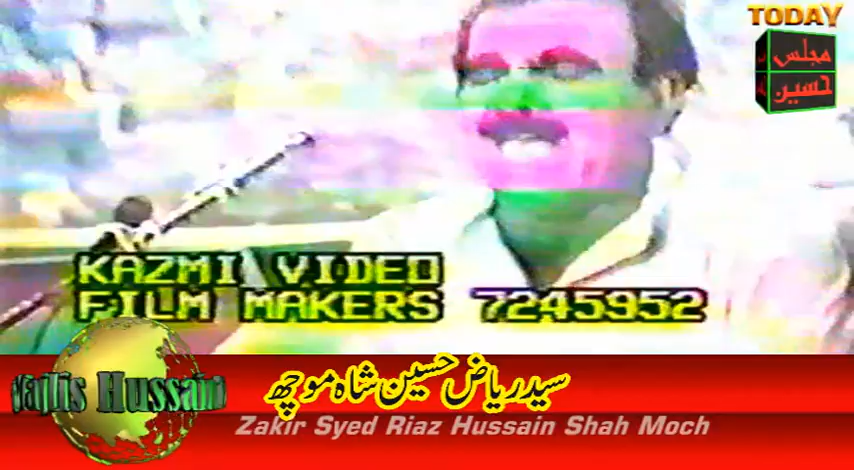 TODAY
مجلس
حسین
KAZMI VIDEO
FILM MAKERS 7245952
Majlis Hussain
سید ریاض حسین شاہ موچھ
Zakir Syed Riaz Hussain Shah Moch